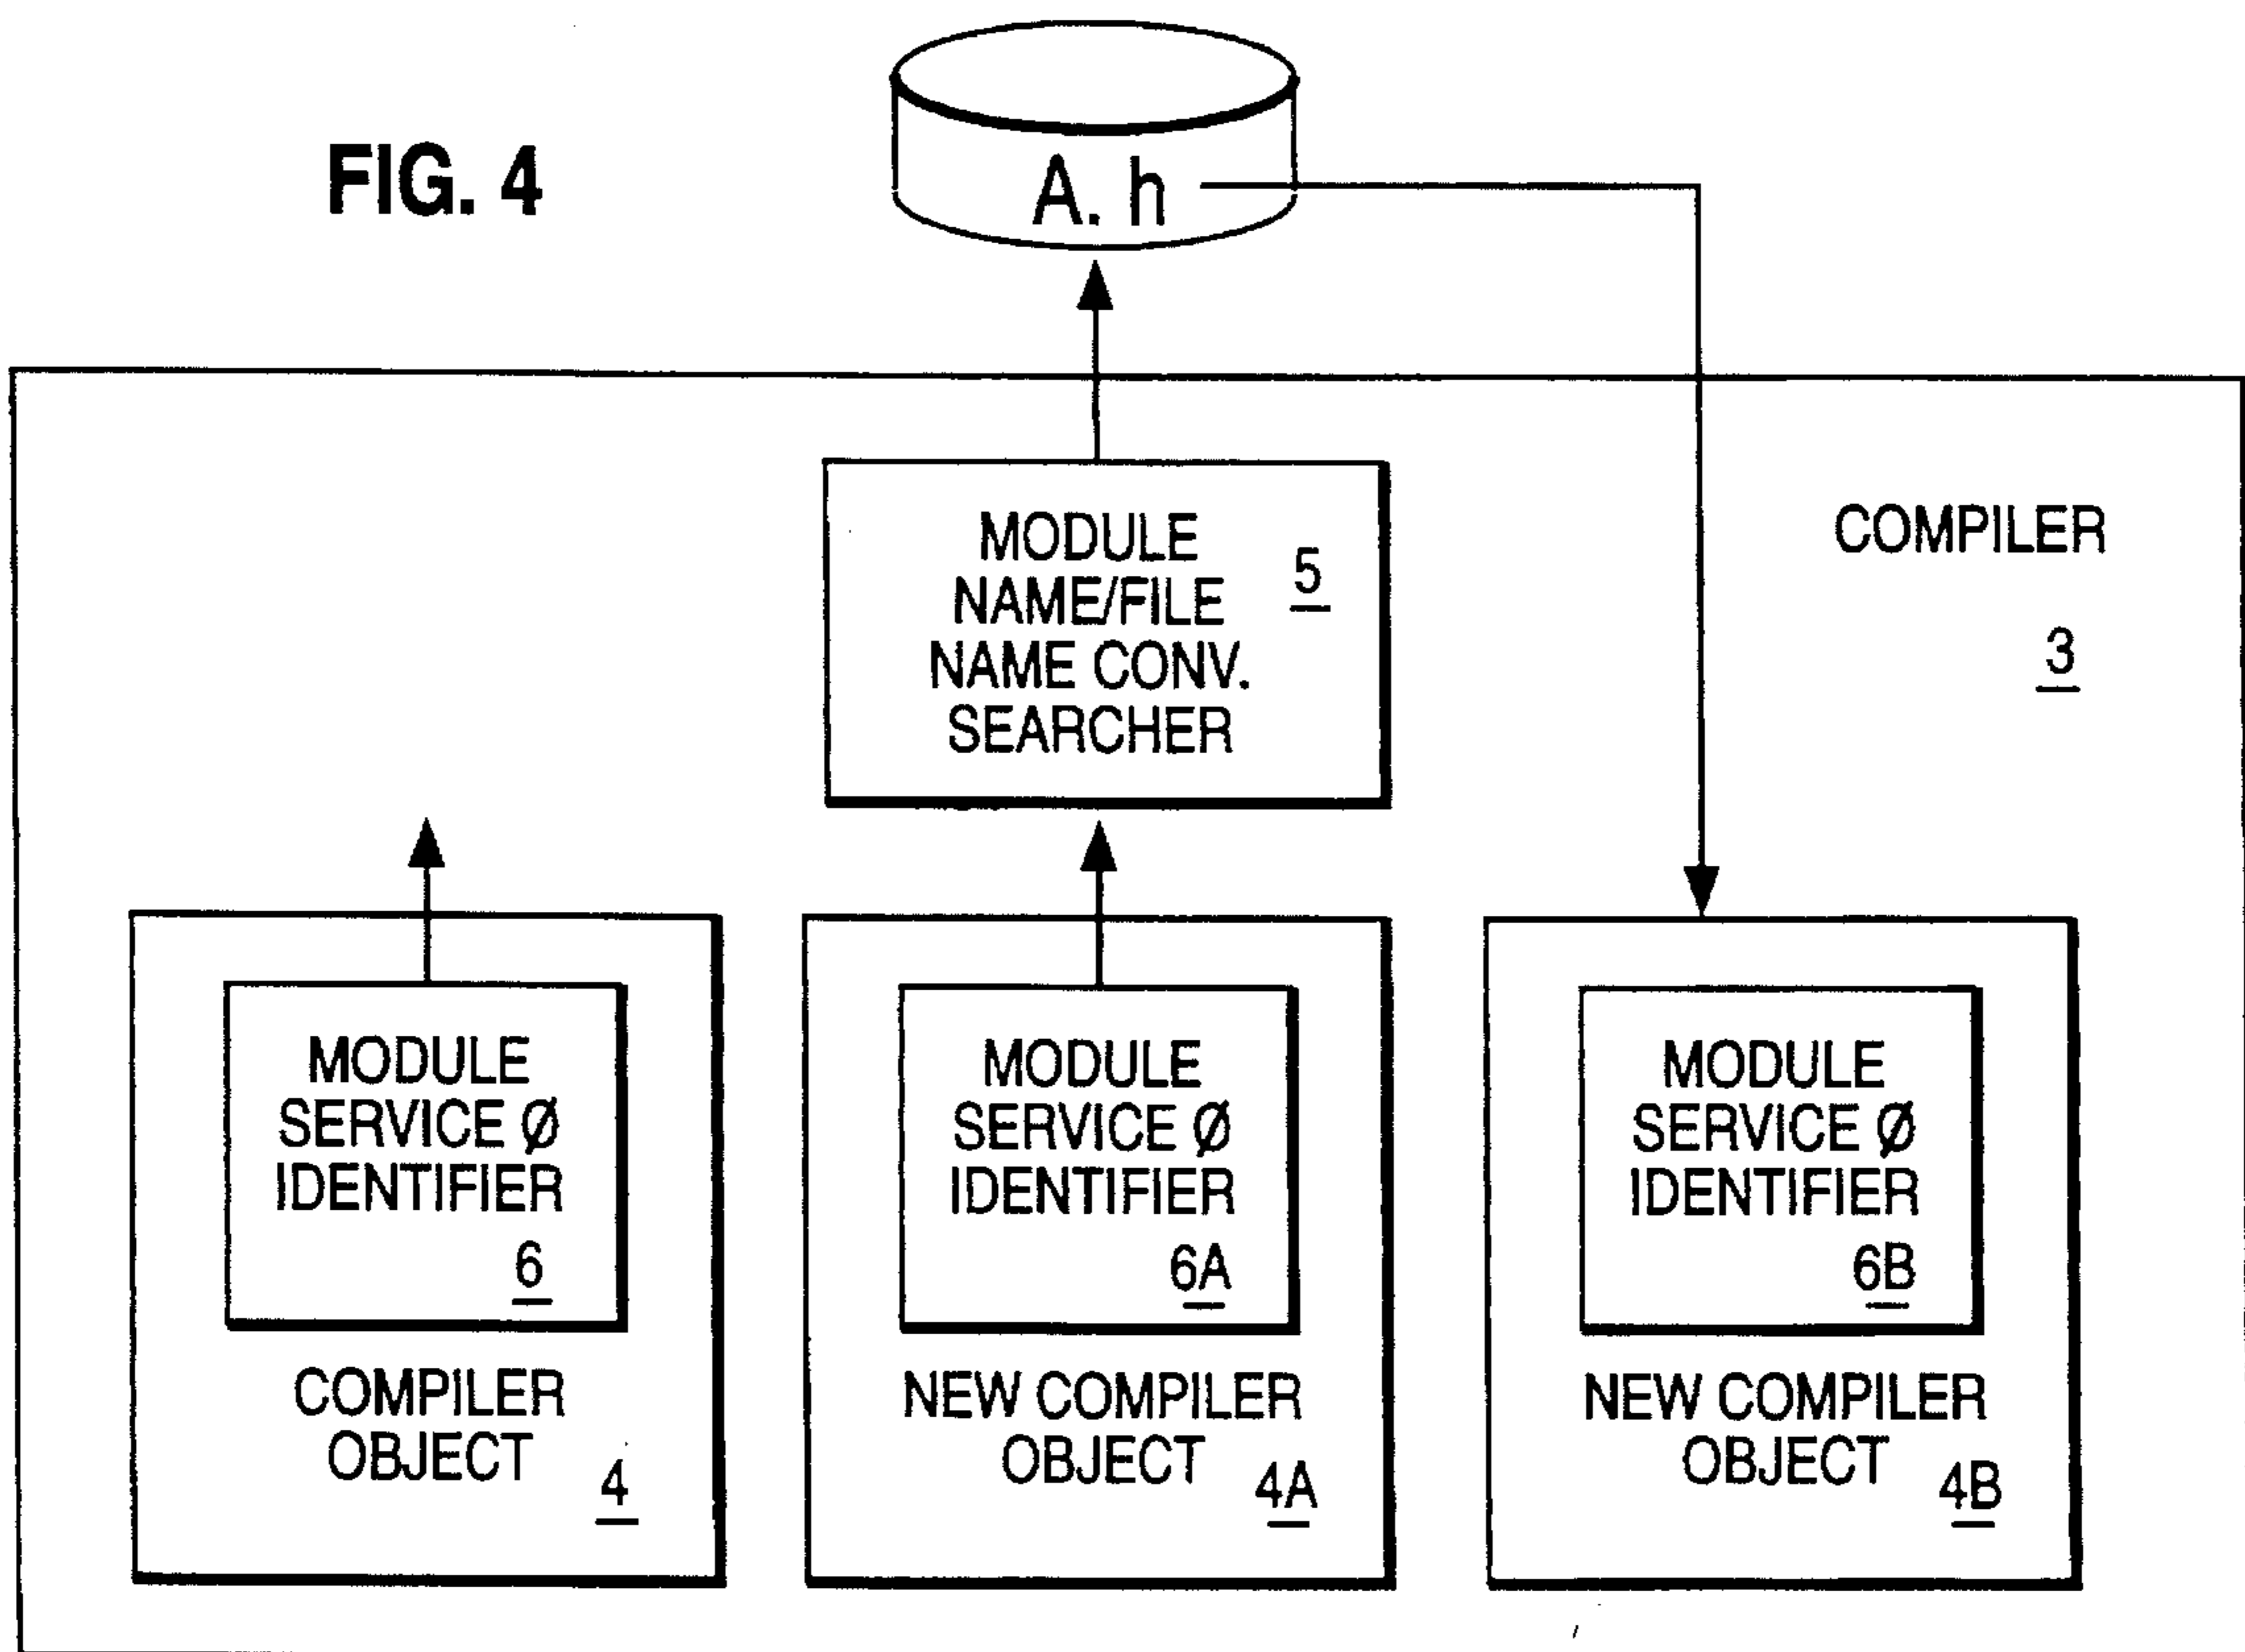 FIG. 4
A. h
MODULE
NAME/FILE
NAME CONV.
SEARCHER
5
COMPILER
3
MODULE
SERVICE Ø
IDENTIFIER
6
COMPILER
OBJECT
4
MODULE
SERVICE Ø
IDENTIFIER
6A
NEW COMPILER
OBJECT
4A
MODULE
SERVICE Ø
IDENTIFIER
6B
NEW COMPILER
OBJECT
4B